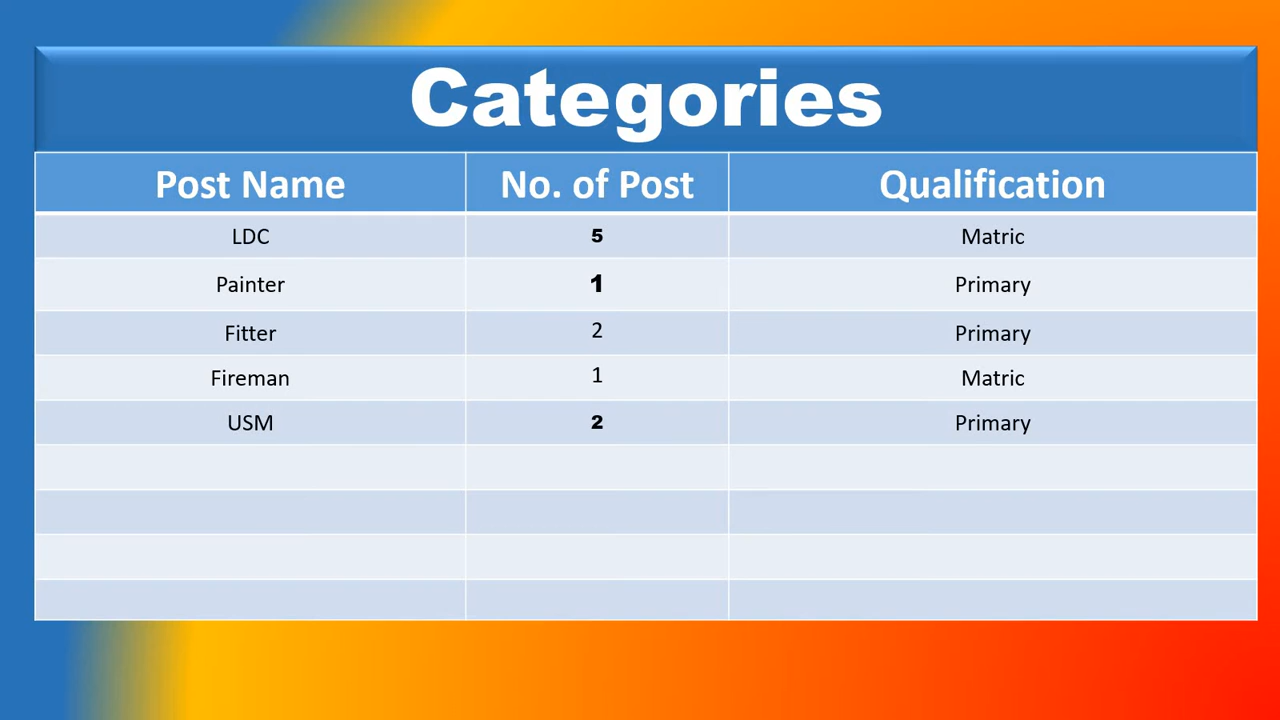 Categories
Post Name No. of Post Qualification
LDC 5 Matric
Painter 1 Primary
Fitter 2 Primary
Fireman 1 Matric
USM 2 Primary